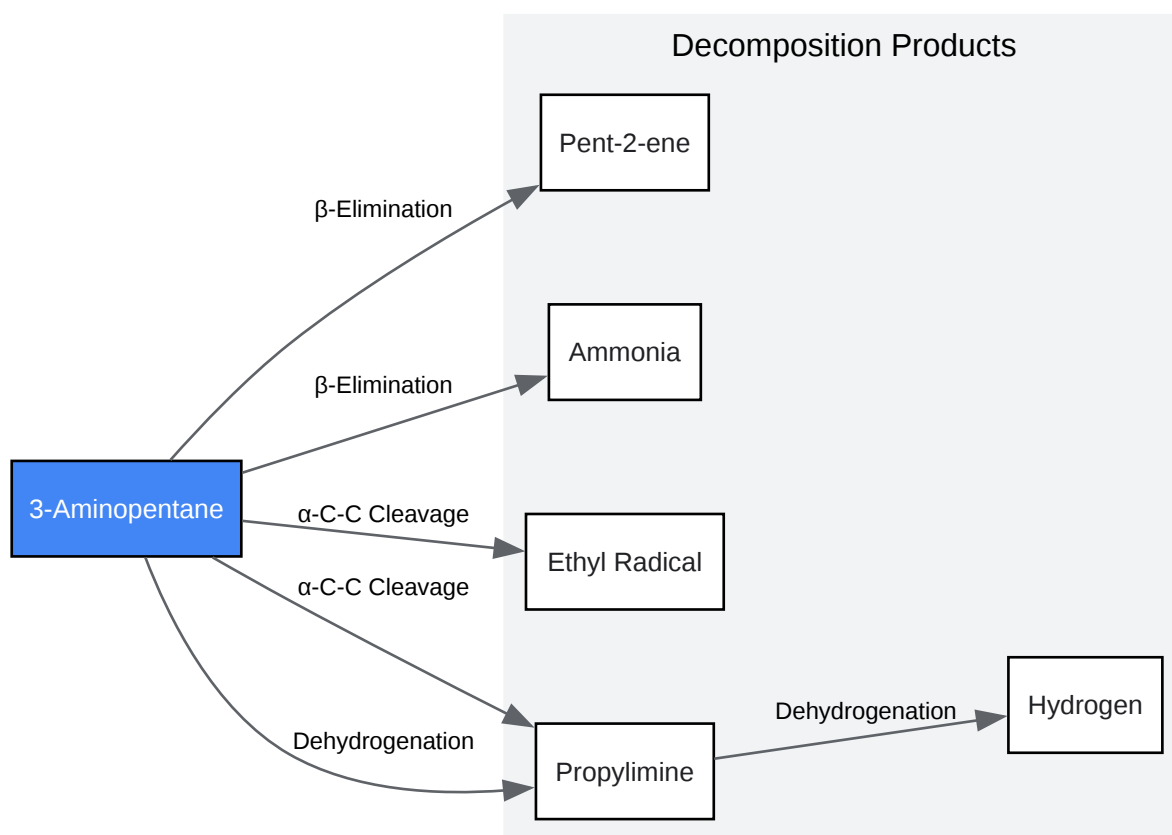 Decomposition Products
Pent-2-ene
β-Elimination
Ammonia
β-Elimination
3-Aminopentane
α-C-C Cleavage
Ethyl Radical
α-C-C Cleavage
Dehydrogenation
Propylimine
Dehydrogenation
Hydrogen